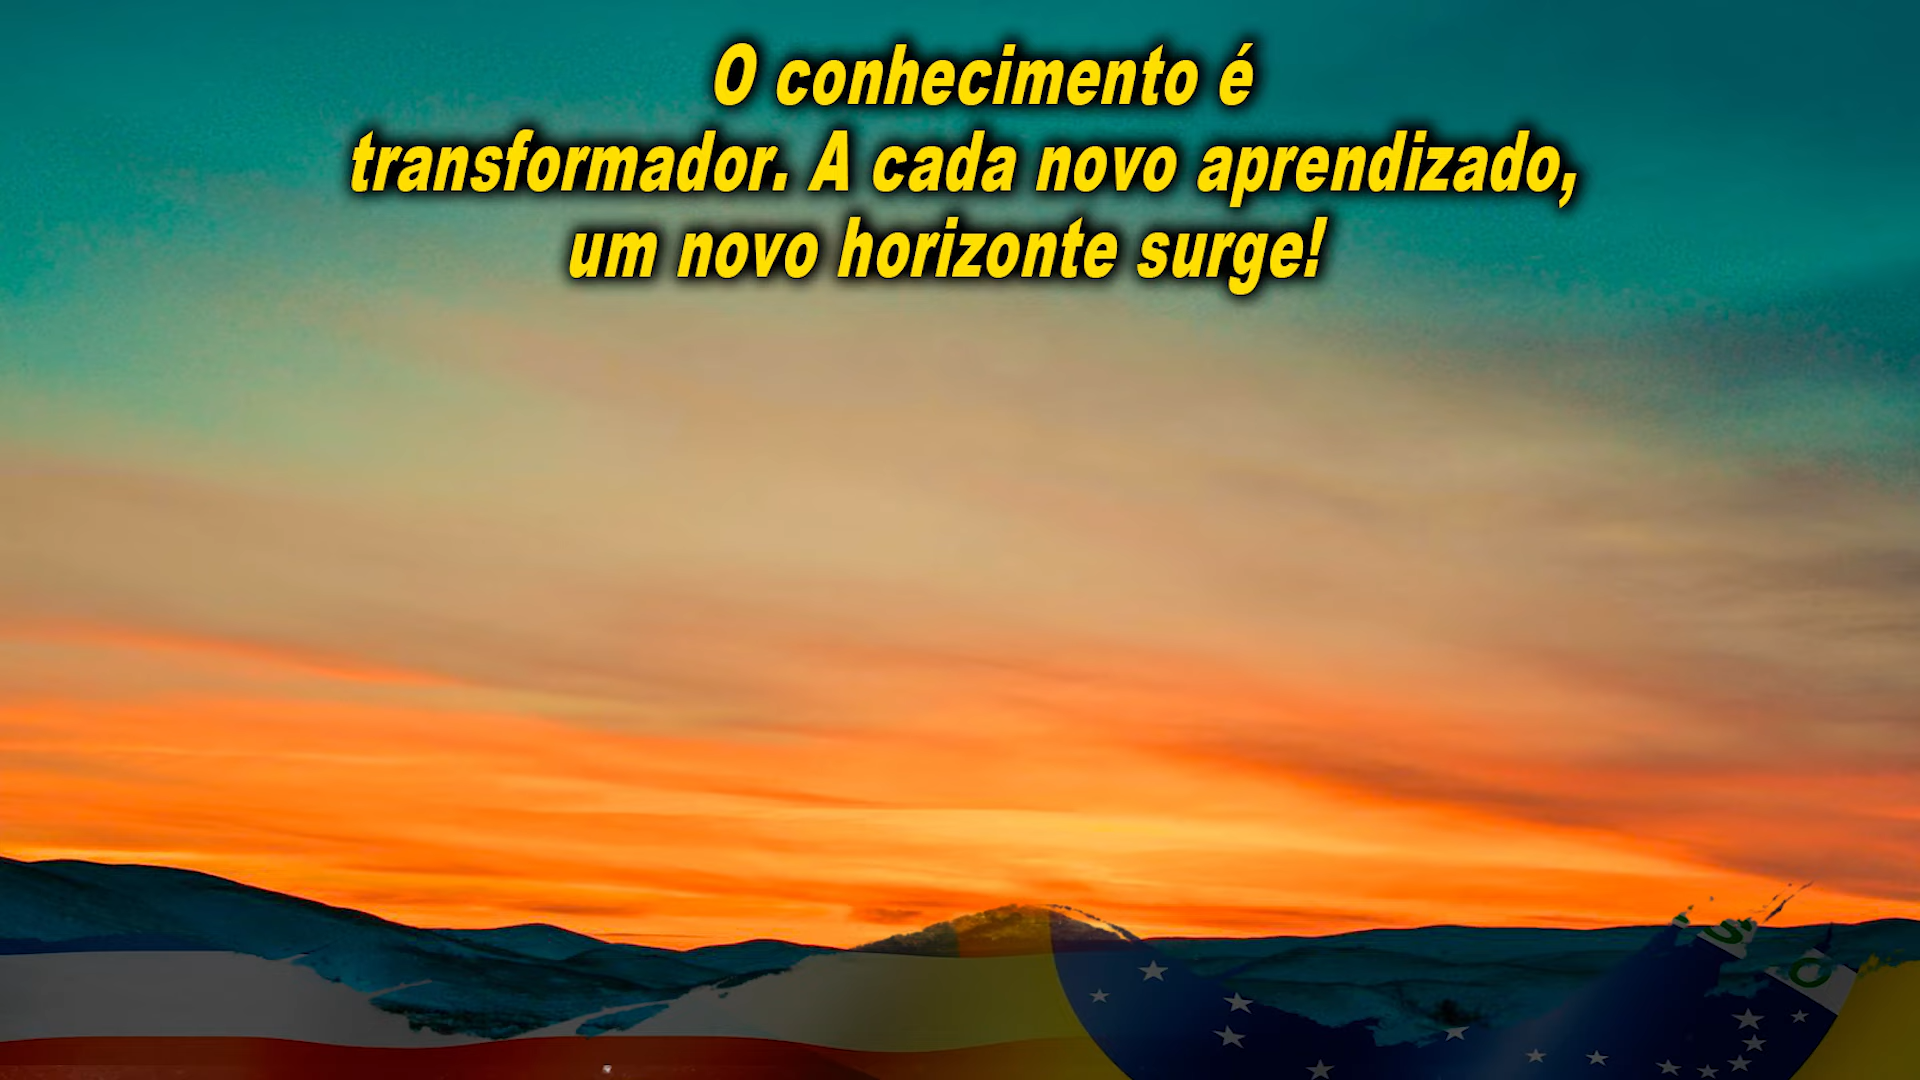 O conhecimento é
transformador. A cada novo aprendizado,
um novo horizonte surge!
S
O